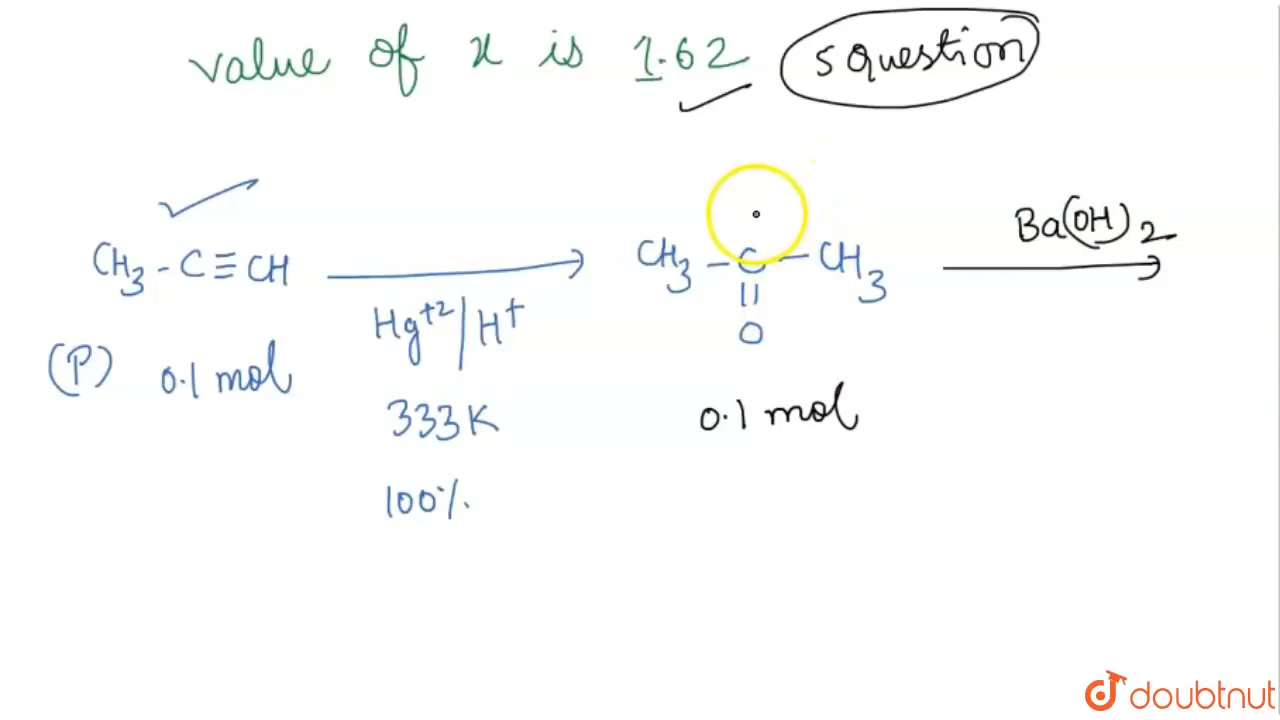 value of x is 1.62 5 Question
CH3 - C ≡ CH
Hg+2/H+
333K
100%
(P) 0.1 mol
CH3 - C - CH3
||
O
0.1 mol
Ba(OH)2
doubtnut